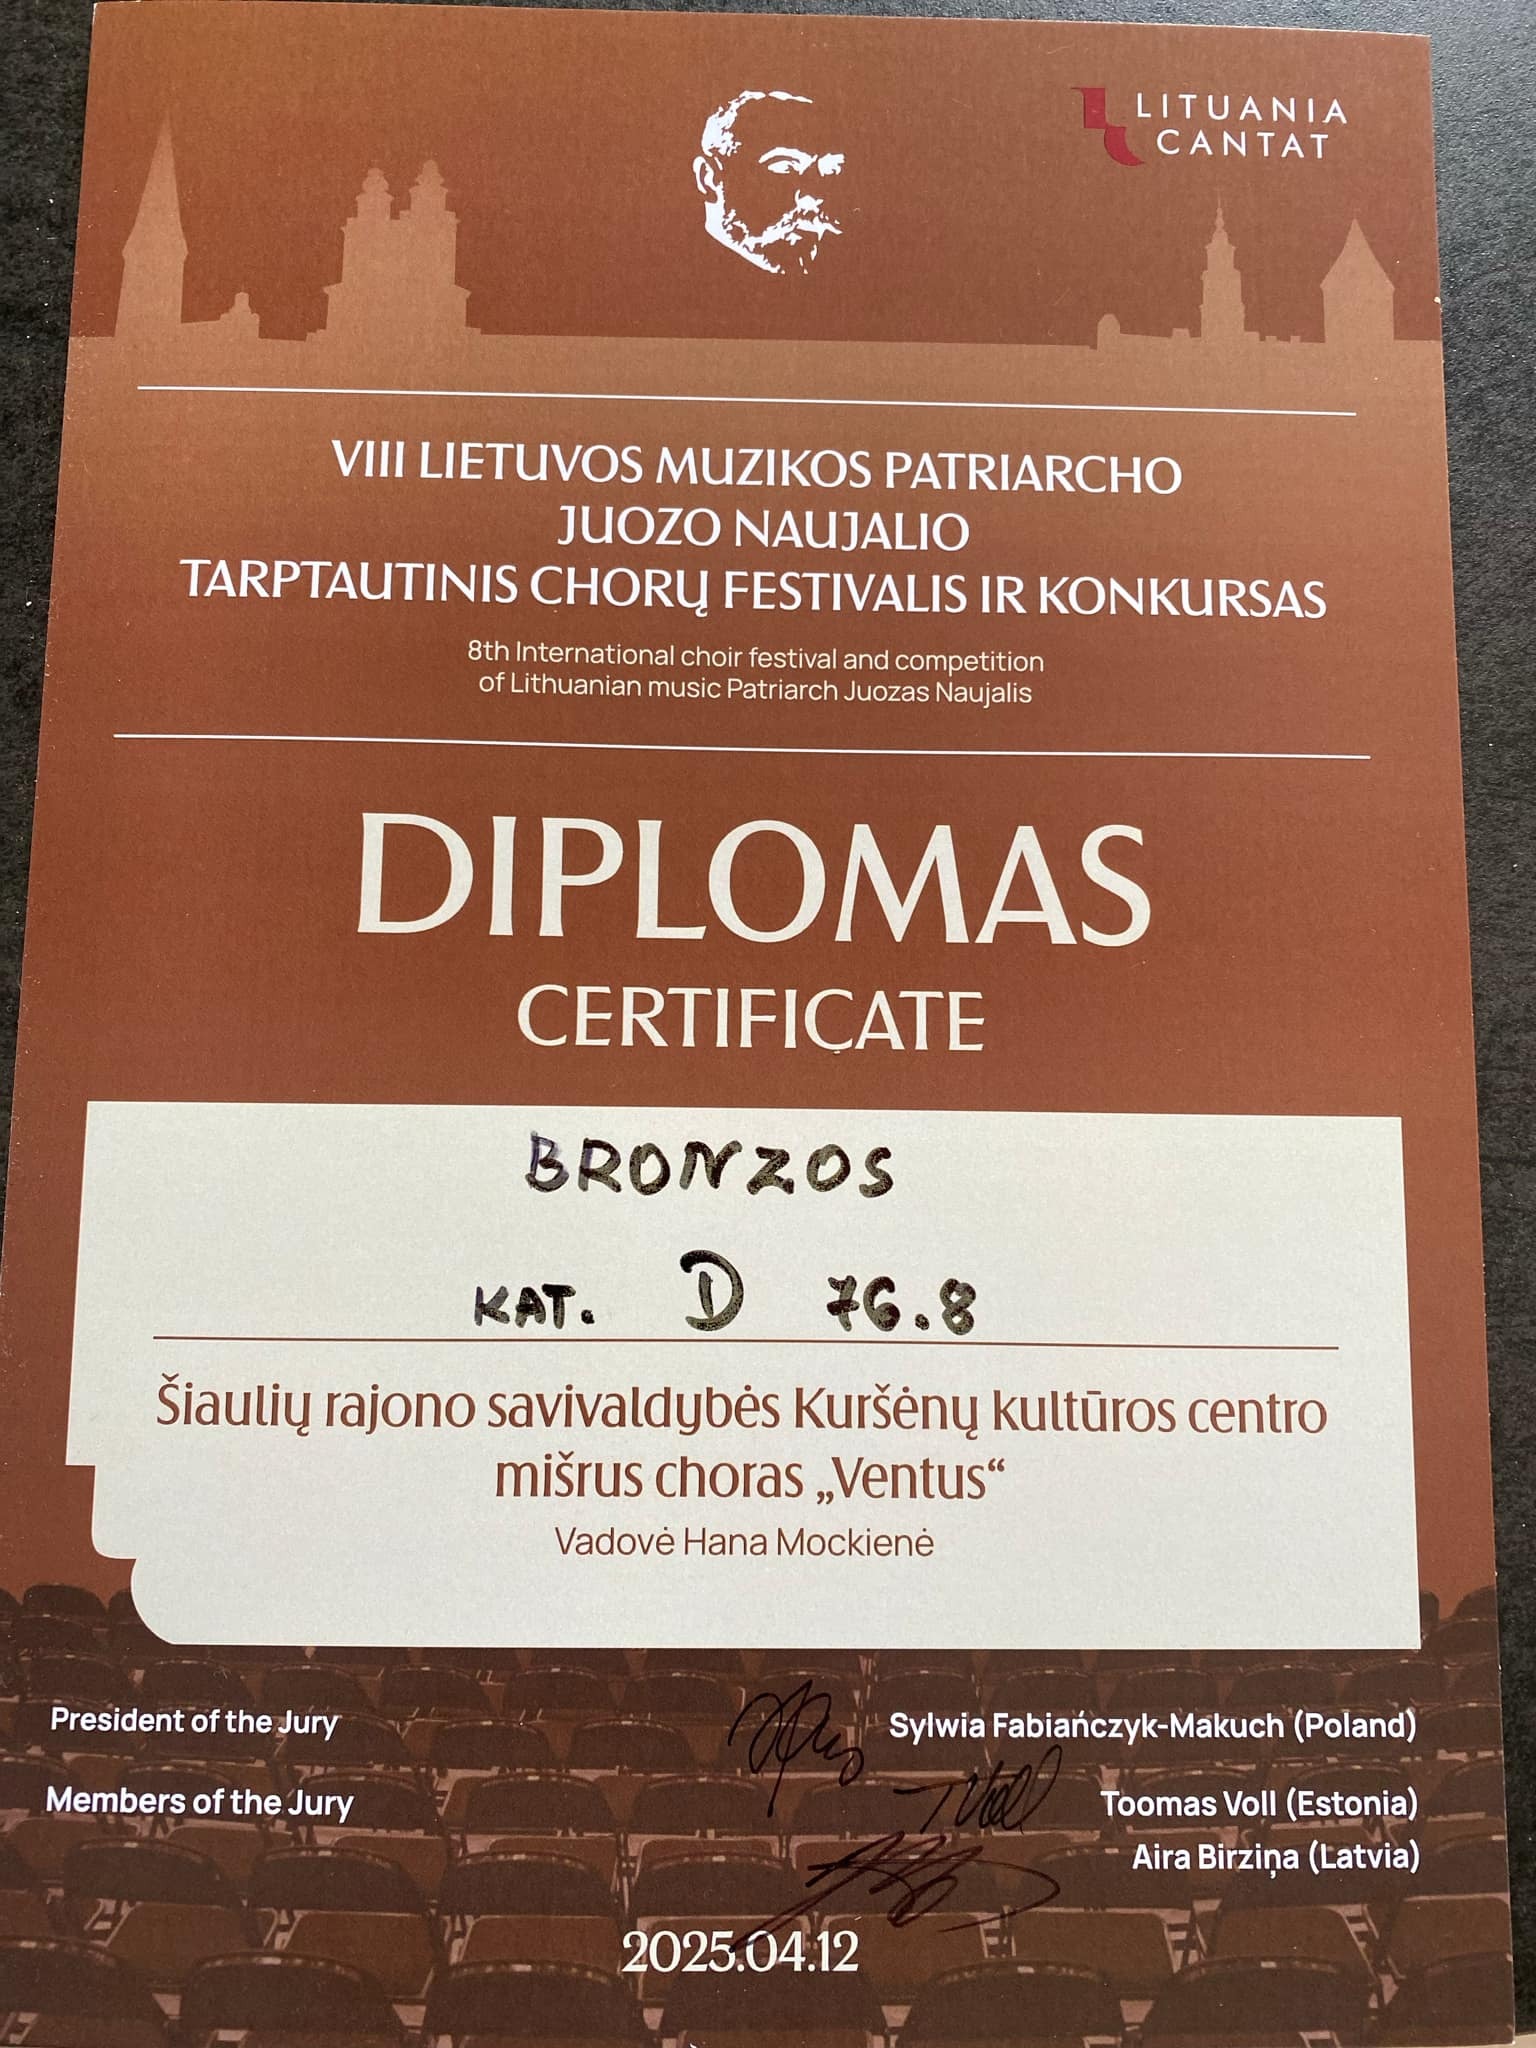 LITUANIA
CANTAT
VIII LIETUVOS MUZIKOS PATRIARCHO
JUOZO NAUJALIO
TARPTAUTINIS CHORŲ FESTIVALIS IR KONKURSAS
8th International choir festival and competition
of Lithuanian music Patriarch Juozas Naujalis
DIPLOMAS
CERTIFICATE
BRONZOS
KAT. D 76.8
Šiaulių rajono savivaldybės Kuršėnų kultūros centro
mišrus choras „Ventus“
Vadovė Hana Mockienė
President of the Jury Sylwia Fabiańczyk-Makuch (Poland)
Members of the Jury Toomas Voll (Estonia)
Aira Birziņa (Latvia)
2025.04.12